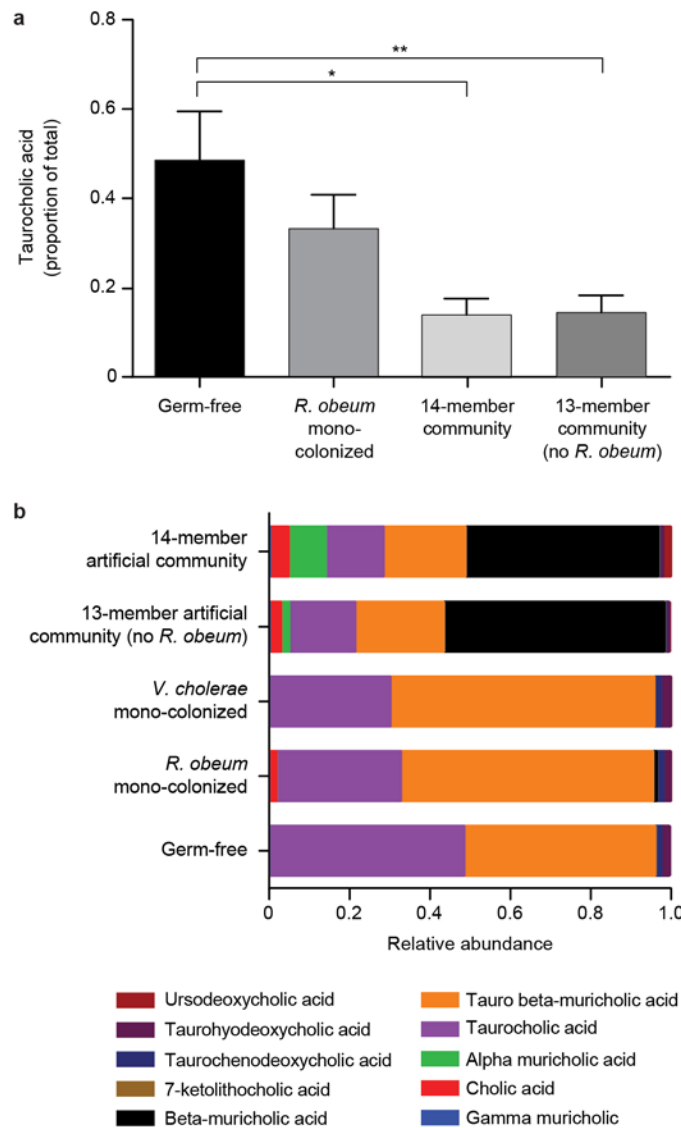 a
0.8
0.6
0.4
0.2
0
Taurocholic acid
(proportion of total)
**
*
Germ-free
R. obeum
mono-
colonized
14-member
community
13-member
community
(no R. obeum)
b
14-member
artificial community
13-member artificial
community (no R. obeum)
V. cholerae
mono-colonized
R. obeum
mono-colonized
Germ-free
0 0.2 0.4 0.6 0.8 1.0
Relative abundance
Ursodeoxycholic acid
Taurohyodeoxycholic acid
Taurochenodeoxycholic acid
7-ketolithocholic acid
Beta-muricholic acid
Tauro beta-muricholic acid
Taurocholic acid
Alpha muricholic acid
Cholic acid
Gamma muricholic